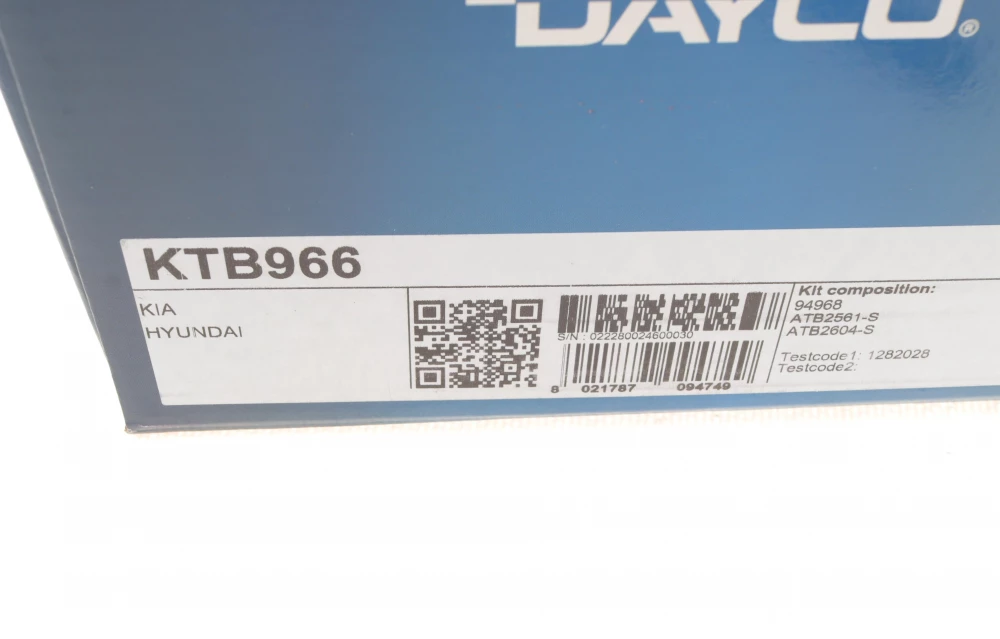 DAYCO®
KTB966
KIA
HYUNDAI
S/N : 022280024600030
8 021787 094749
Kit composition:
94968
ATB2561-S
ATB2604-S
Testcode1: 1282028
Testcode2: